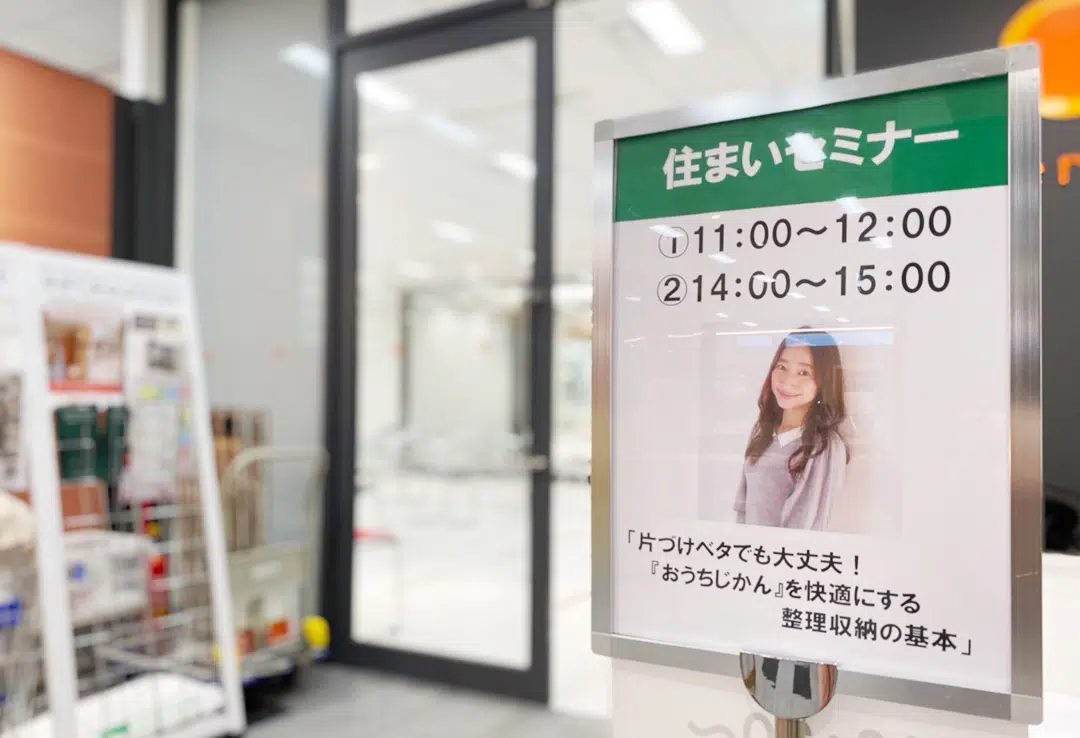 住まいセミナー
①11:00～12:00
②14:00～15:00
「片づけベタでも大丈夫！
『おうちじかん』を快適にする
整理収納の基本」